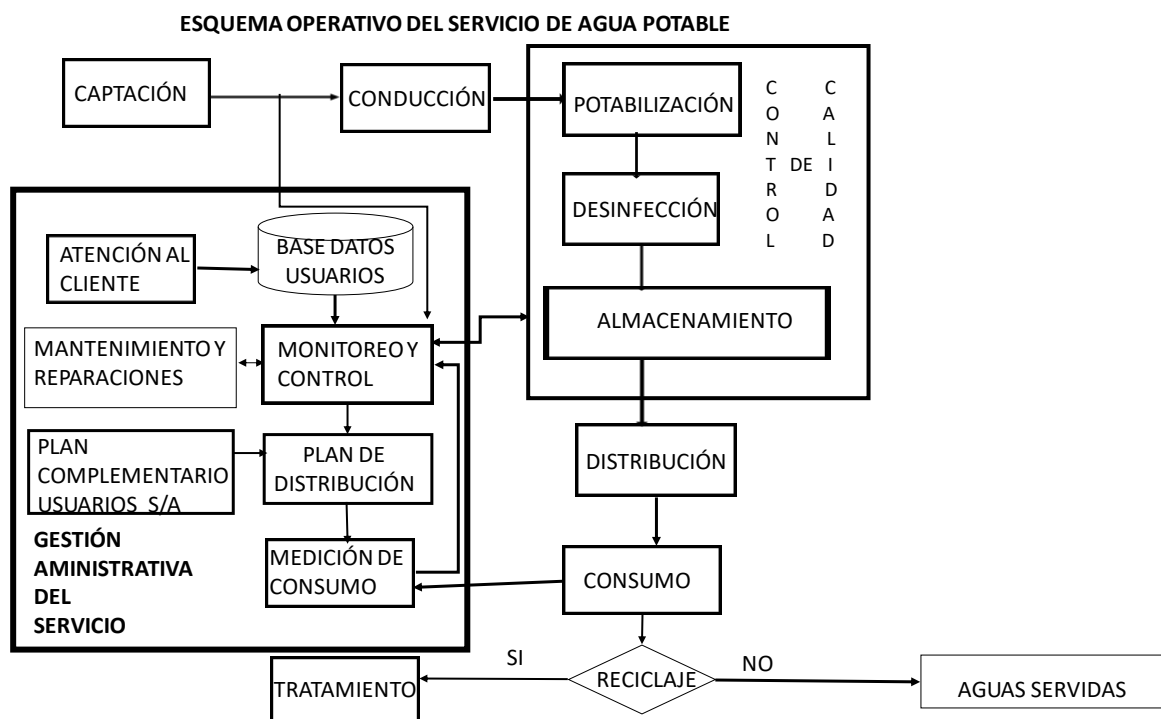 ESQUEMA OPERATIVO DEL SERVICIO DE AGUA POTABLE
CAPTACIÓN
CONDUCCIÓN
POTABILIZACIÓN
CONTROL
DE
CALIDAD
DESINFECCIÓN
ALMACENAMIENTO
ATENCIÓN AL
CLIENTE
BASE DATOS
USUARIOS
MANTENIMIENTO Y
REPARACIONES
MONITOREO Y
CONTROL
PLAN
COMPLEMENTARIO
USUARIOS S/A
PLAN DE
DISTRIBUCIÓN
GESTIÓN
AMINISTRATIVA
DEL
SERVICIO
MEDICIÓN DE
CONSUMO
DISTRIBUCIÓN
CONSUMO
SI
RECICLAJE
NO
TRATAMIENTO
AGUAS SERVIDAS